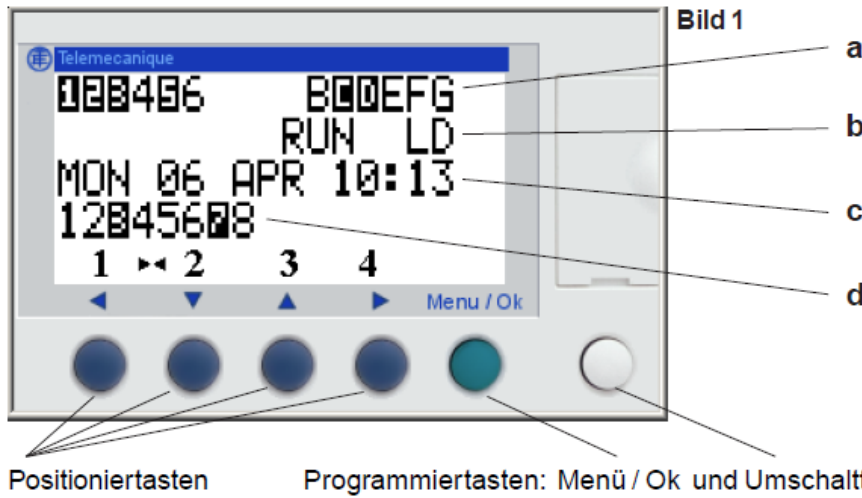 Bild 1
Telemecanique
123456 BCDEFG
a
RUN LD
b
MON 06 APR 10:13
c
12345678
d
1 2 3 4
Menu / Ok
Positioniertasten Programmiertasten: Menü / Ok und Umschalt